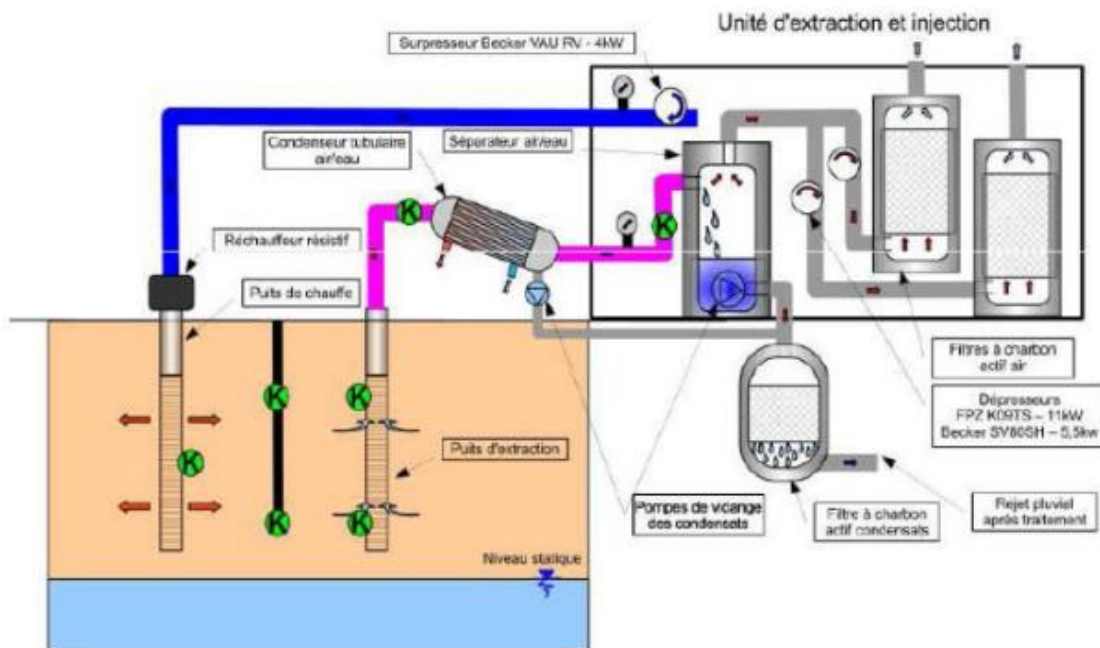 Unité d'extraction et injection
Surpresseur Becker VAU RV - 4kW
Condenseur tubulaire
air/eau
Séparateur air/eau
K
K
Réchauffeur résistif
Puits de chauffe
K
K
K
K
K
Puits d'extraction
Niveau statique
Pompes de vidange
des condensats
Filtre à charbon
actif condensats
Rejet pluvial
après traitement
Filtres à charbon
actif air
Dépresseurs
FPZ K09TS – 11kW
Becker SV80SH – 5,5kw